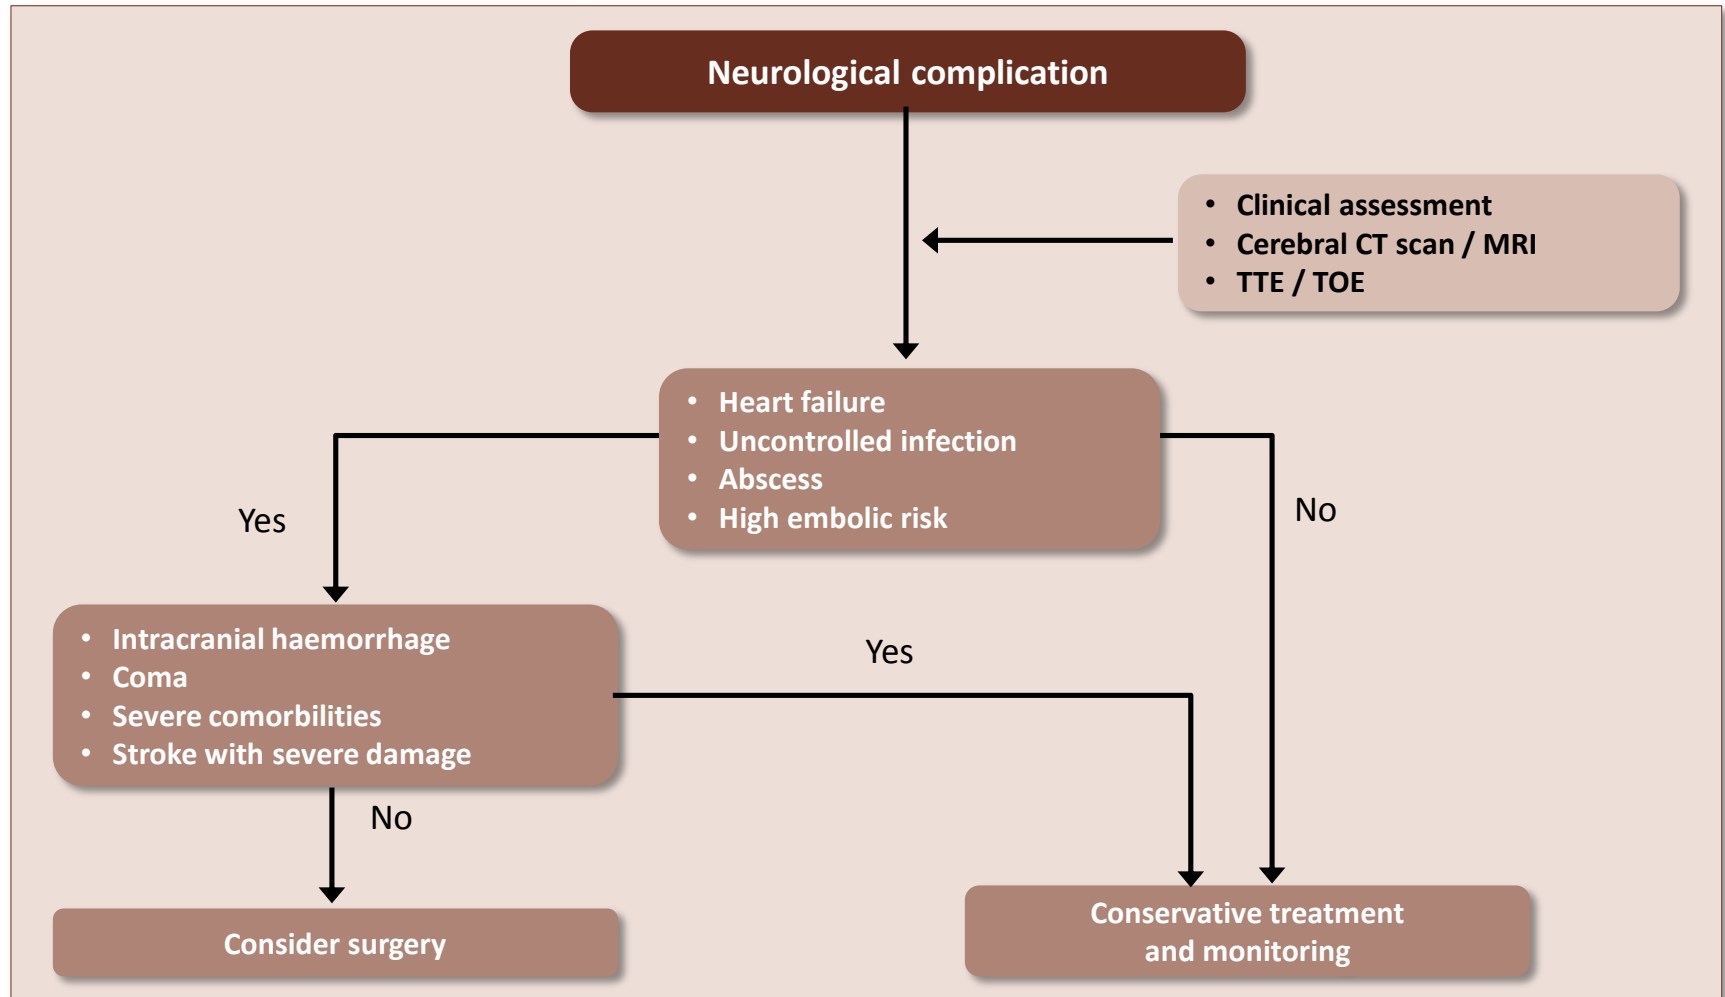 Neurological complication
• Clinical assessment
• Cerebral CT scan / MRI
• TTE / TOE
• Heart failure
• Uncontrolled infection
• Abscess
• High embolic risk
Yes
No
• Intracranial haemorrhage
• Coma
• Severe comorbilities
• Stroke with severe damage
Yes
No
Consider surgery
Conservative treatment
and monitoring